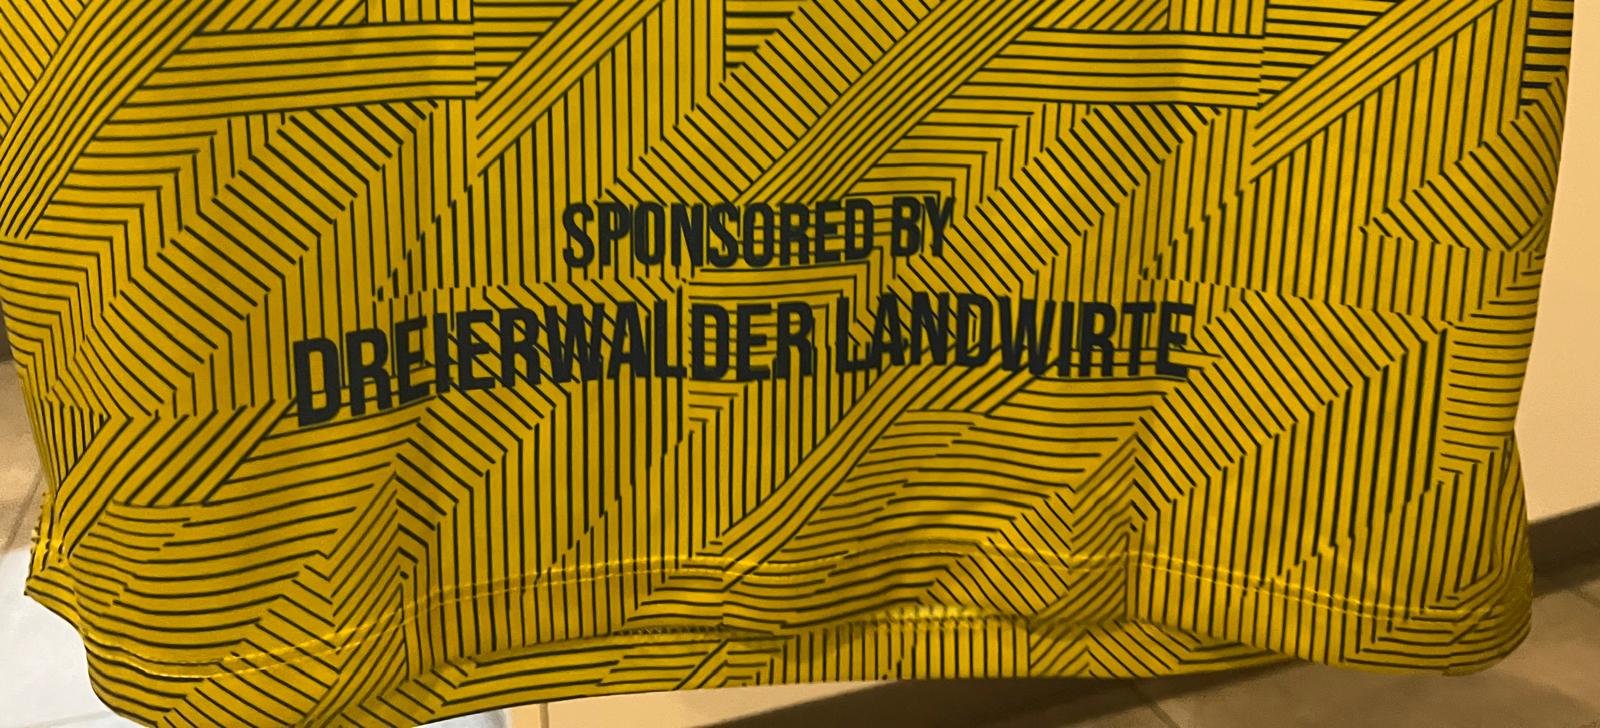 SPONSORED BY
DREIERWALDER LANDWIRTE